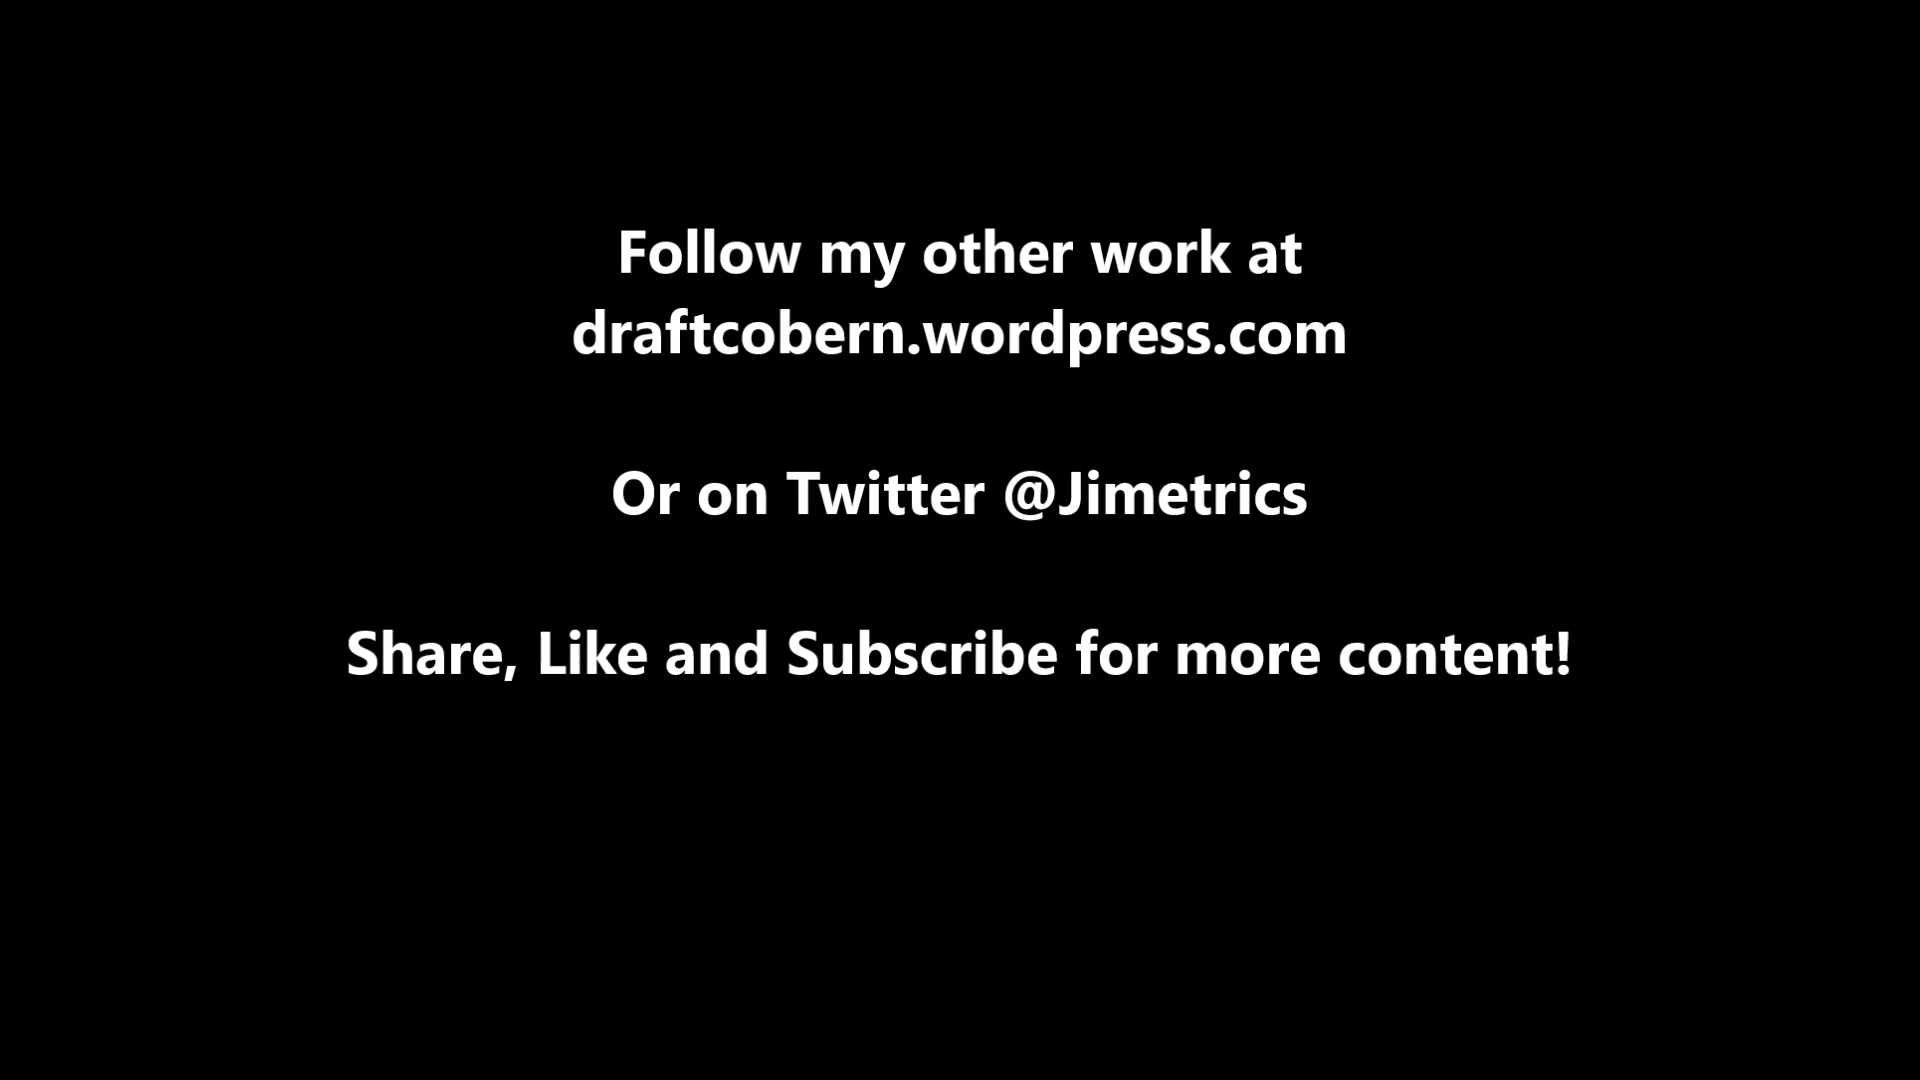 Follow my other work at
draftcobern.wordpress.com
Or on Twitter @Jimetrics
Share, Like and Subscribe for more content!